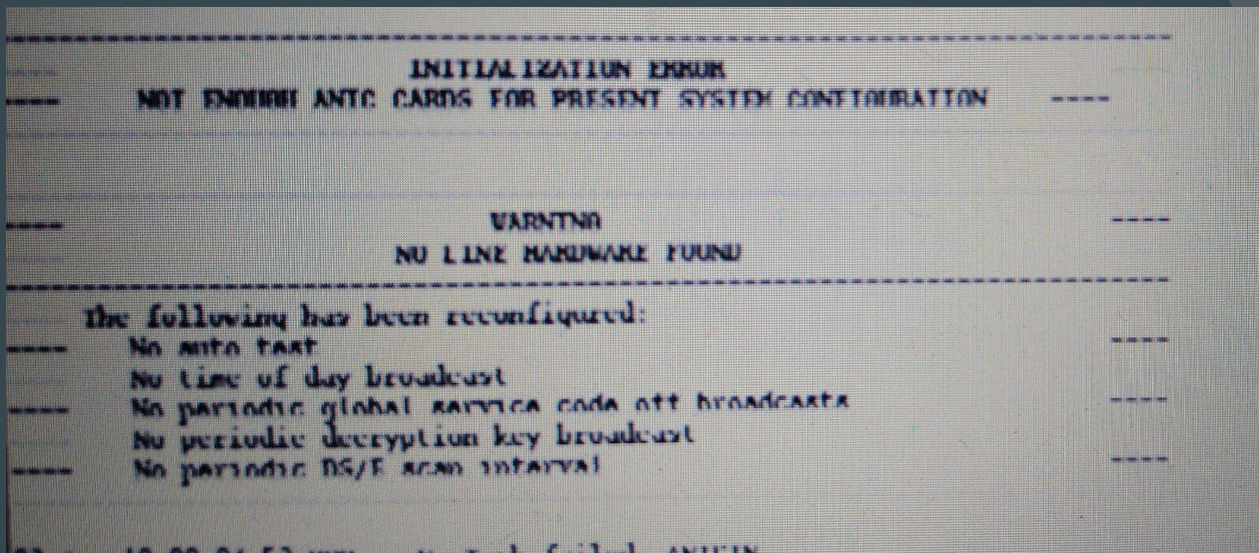 INITIALIZATION ERROR
---- NOT ENOUGH ANIC CARDS FOR PRESENT SYSTEM CONFIGURATION ----
---- WARNING ----
NO LINE HARDWARE FOUND
The following has been reconfigured:
---- No auto test ----
No time of day broadcast
---- No periodic global service code off broadcasts ----
No periodic decryption key broadcast
---- No periodic DS/E scan interval ----
failed